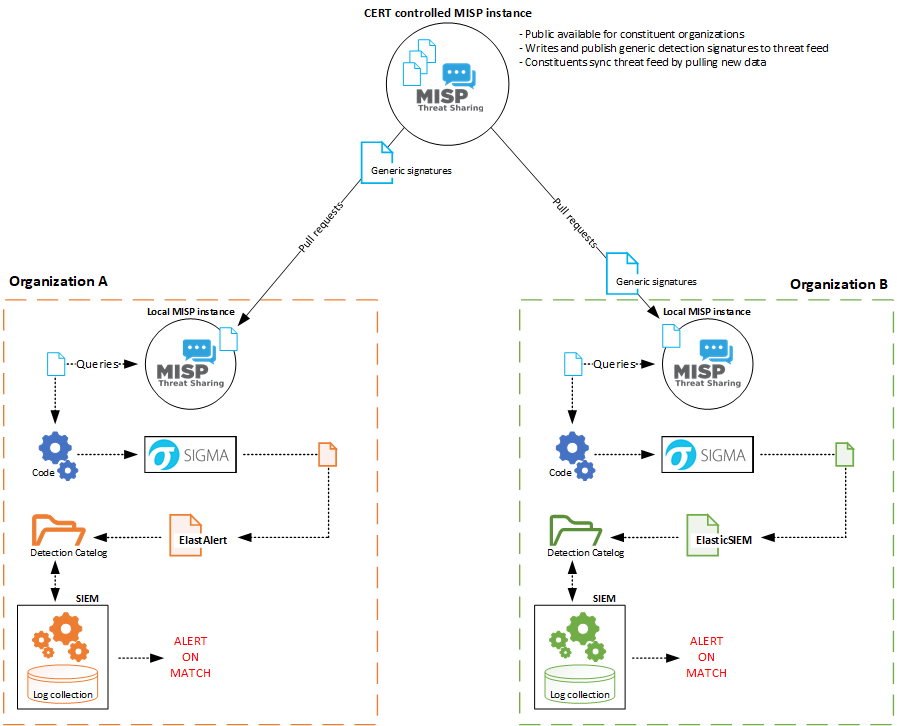 CERT controlled MISP instance
- Public available for constituent organizations
- Writes and publish generic detection signatures to threat feed
- Constituents sync threat feed by pulling new data
MISP
Threat Sharing
Generic signatures
Pull requests
Pull requests
Generic signatures
Organization A
Local MISP instance
MISP
Threat Sharing
Queries
Code
σ SIGMA
ElastAlert
Detection Catalog
SIEM
Log collection
ALERT
ON
MATCH
Organization B
Local MISP instance
MISP
Threat Sharing
Queries
Code
σ SIGMA
ElasticSIEM
Detection Catalog
SIEM
Log collection
ALERT
ON
MATCH